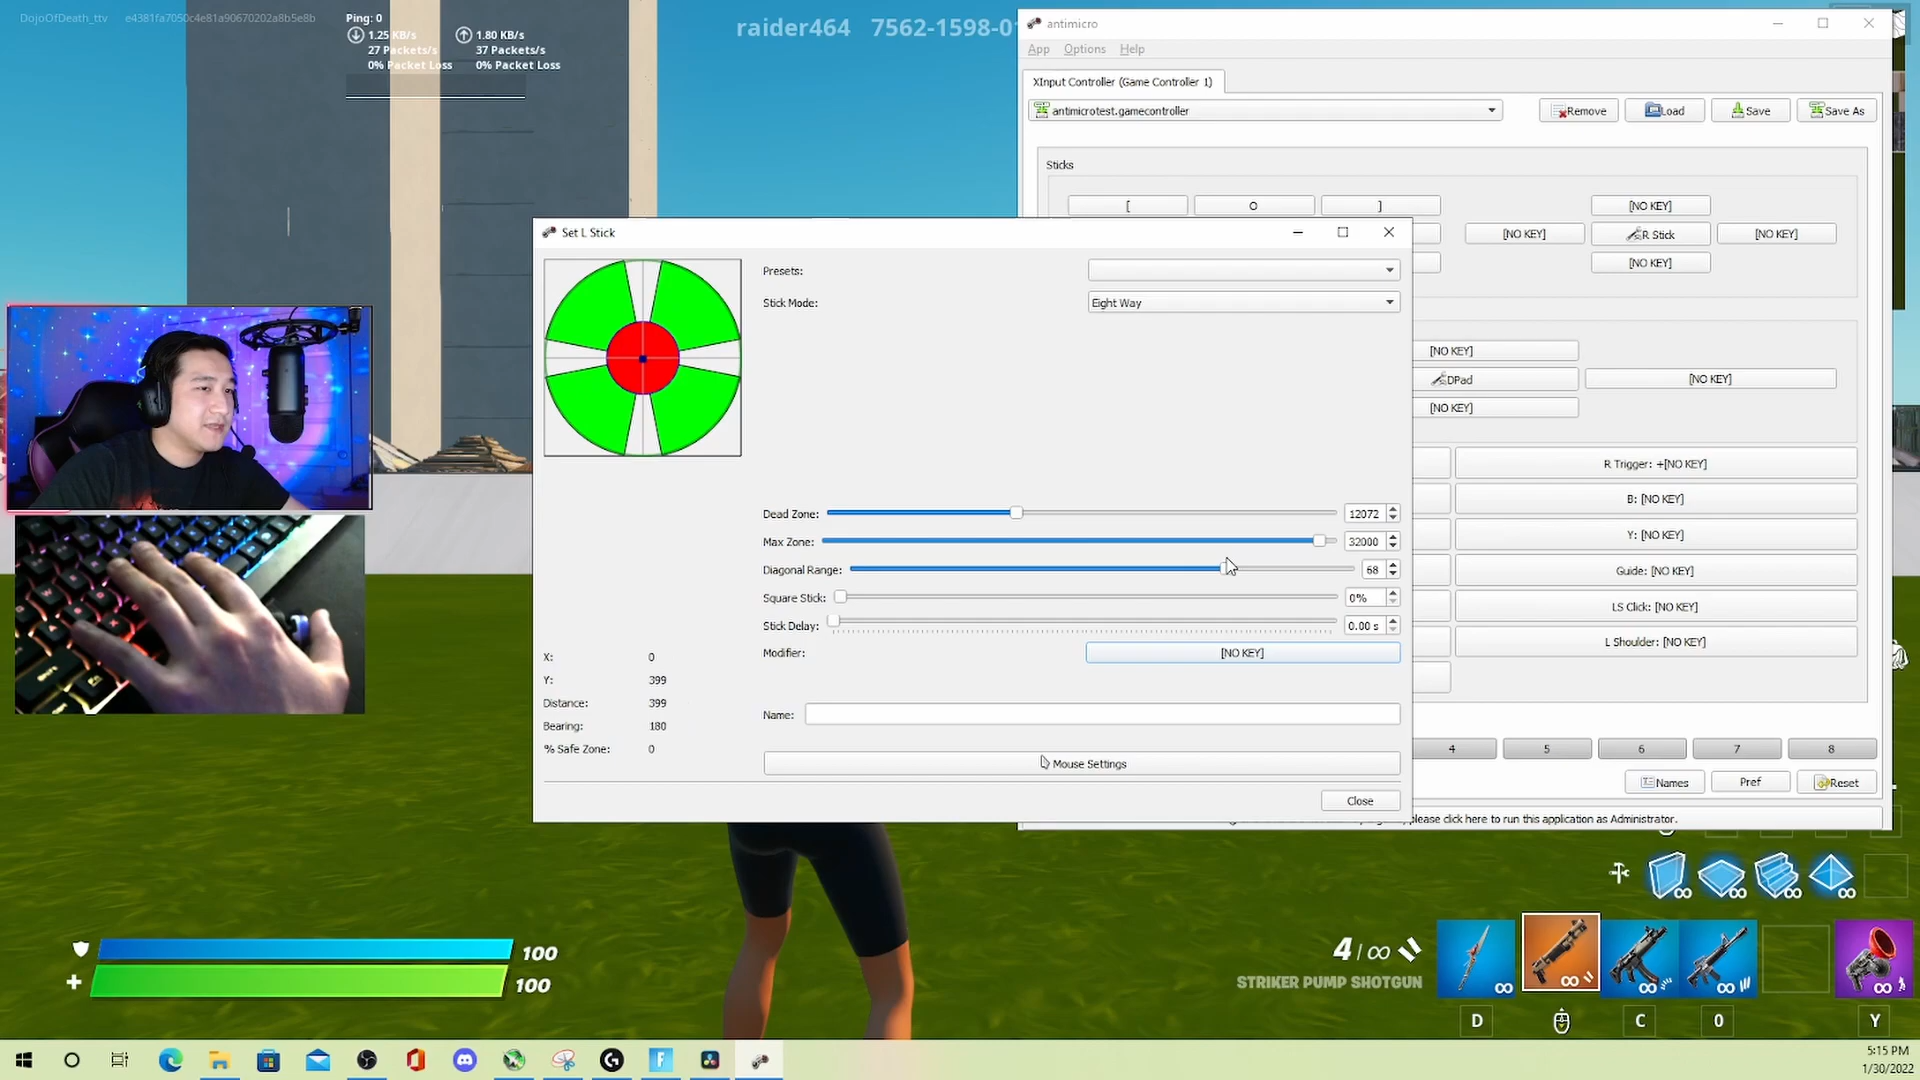 DojoOfDeath_ttv e4381fa7050c4e81a90670202a8b5e8b
Ping: 0
1.25 KB/s 1.80 KB/s
27 Packets/s 37 Packets/s
0% Packet Loss 0% Packet Loss
raider464 7562-1598-0
antimicro
App Options Help
XInput Controller (Game Controller 1)
antimicrotest.gamecontroller
Remove Load Save Save As
Sticks
[ O ] [NO KEY]
[NO KEY] R Stick [NO KEY]
[NO KEY]
[NO KEY]
DPad [NO KEY]
[NO KEY]
R Trigger: +[NO KEY]
B: [NO KEY]
Y: [NO KEY]
Guide: [NO KEY]
LS Click: [NO KEY]
L Shoulder: [NO KEY]
4 5 6 7 8
Names Pref Reset
please click here to run this application as Administrator.
Set L Stick
Presets:
Stick Mode: Eight Way
Dead Zone: 12072
Max Zone: 32000
Diagonal Range: 68
Square Stick: 0%
Stick Delay: 0.00 s
Modifier: [NO KEY]
X: 0
Y: 399
Distance: 399
Bearing: 180
% Safe Zone: 0
Name:
Mouse Settings
Close
100
100
4/∞
STRIKER PUMP SHOTGUN
D C 0 Y
5:15 PM
1/30/2022